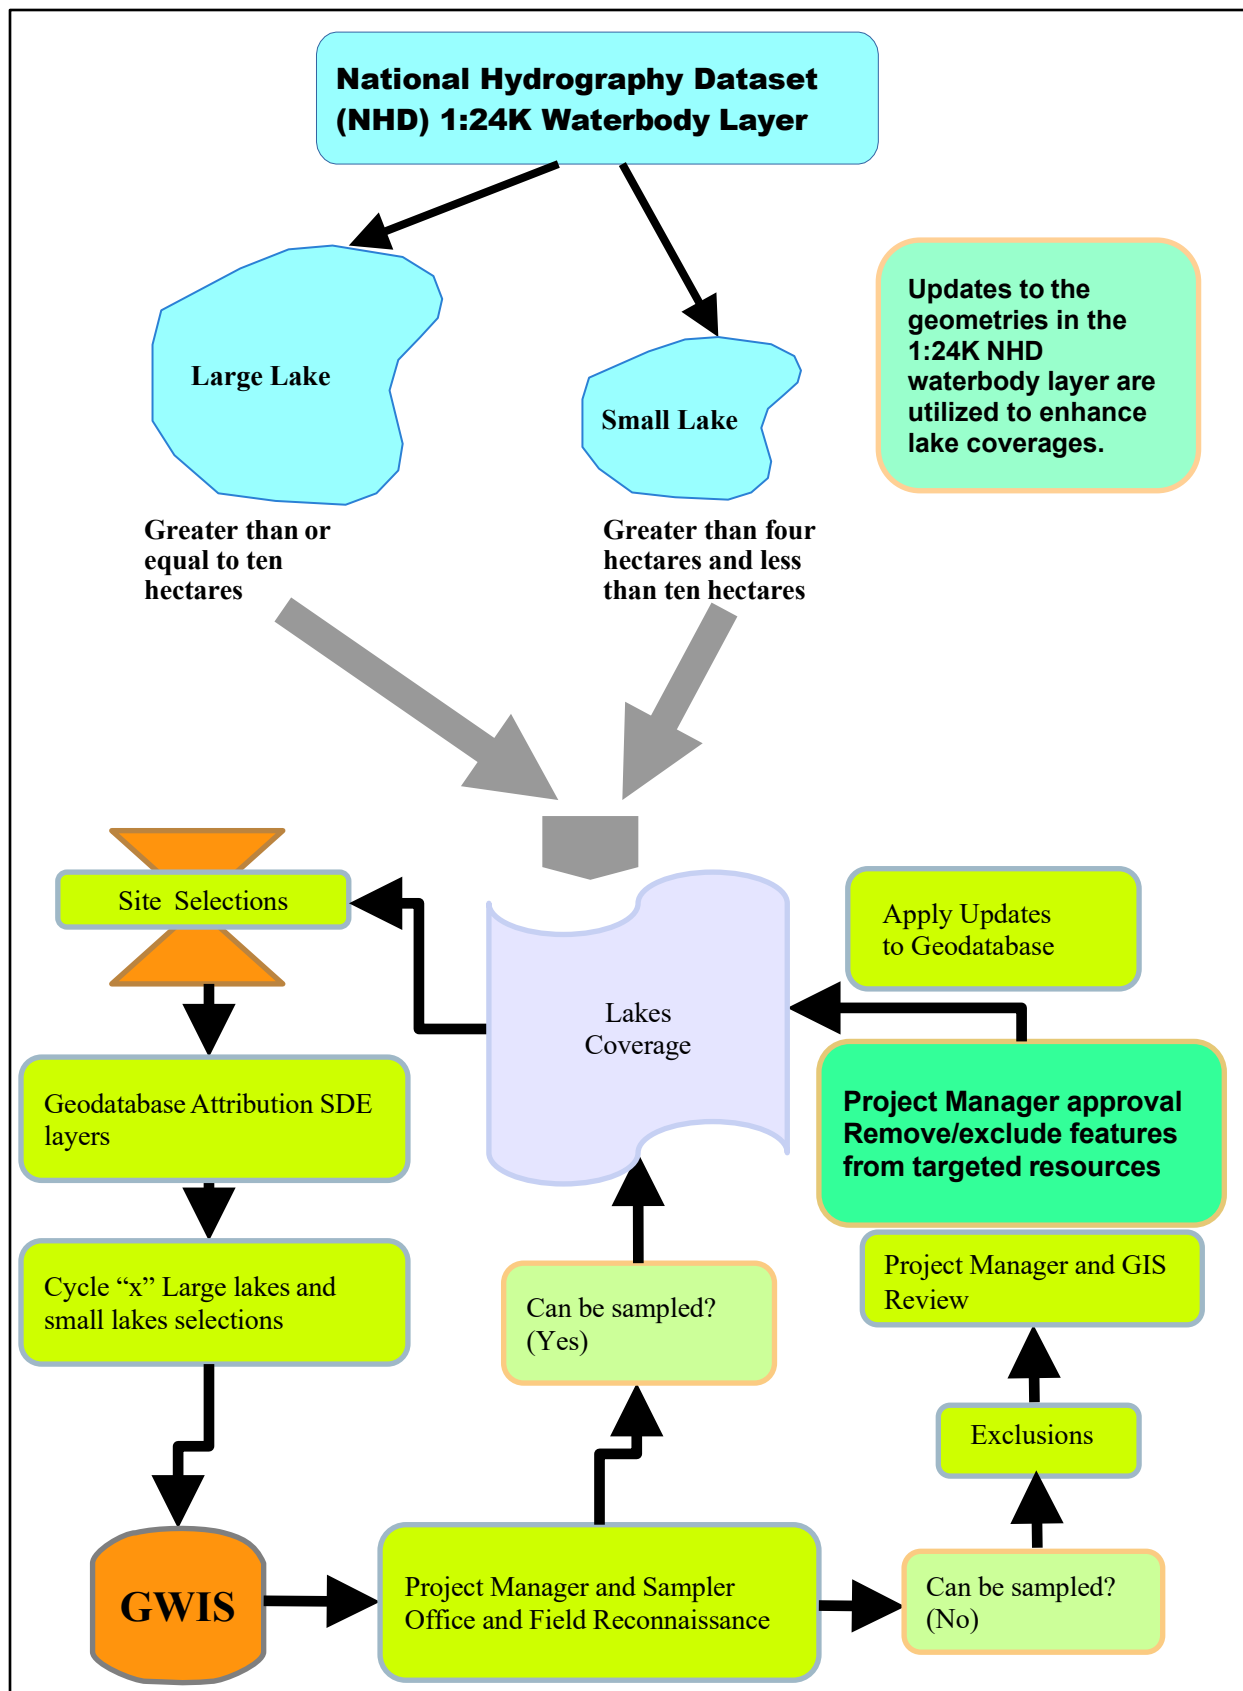 National Hydrography Dataset
(NHD) 1:24K Waterbody Layer
Large Lake
Small Lake
Updates to the
geometries in the
1:24K NHD
waterbody layer are
utilized to enhance
lake coverages.
Greater than or
equal to ten
hectares
Greater than four
hectares and less
than ten hectares
Site Selections
Lakes
Coverage
Apply Updates
to Geodatabase
Geodatabase Attribution SDE
layers
Project Manager approval
Remove/exclude features
from targeted resources
Cycle “x” Large lakes and
small lakes selections
Can be sampled?
(Yes)
Project Manager and GIS
Review
Exclusions
GWIS
Project Manager and Sampler
Office and Field Reconnaissance
Can be sampled?
(No)